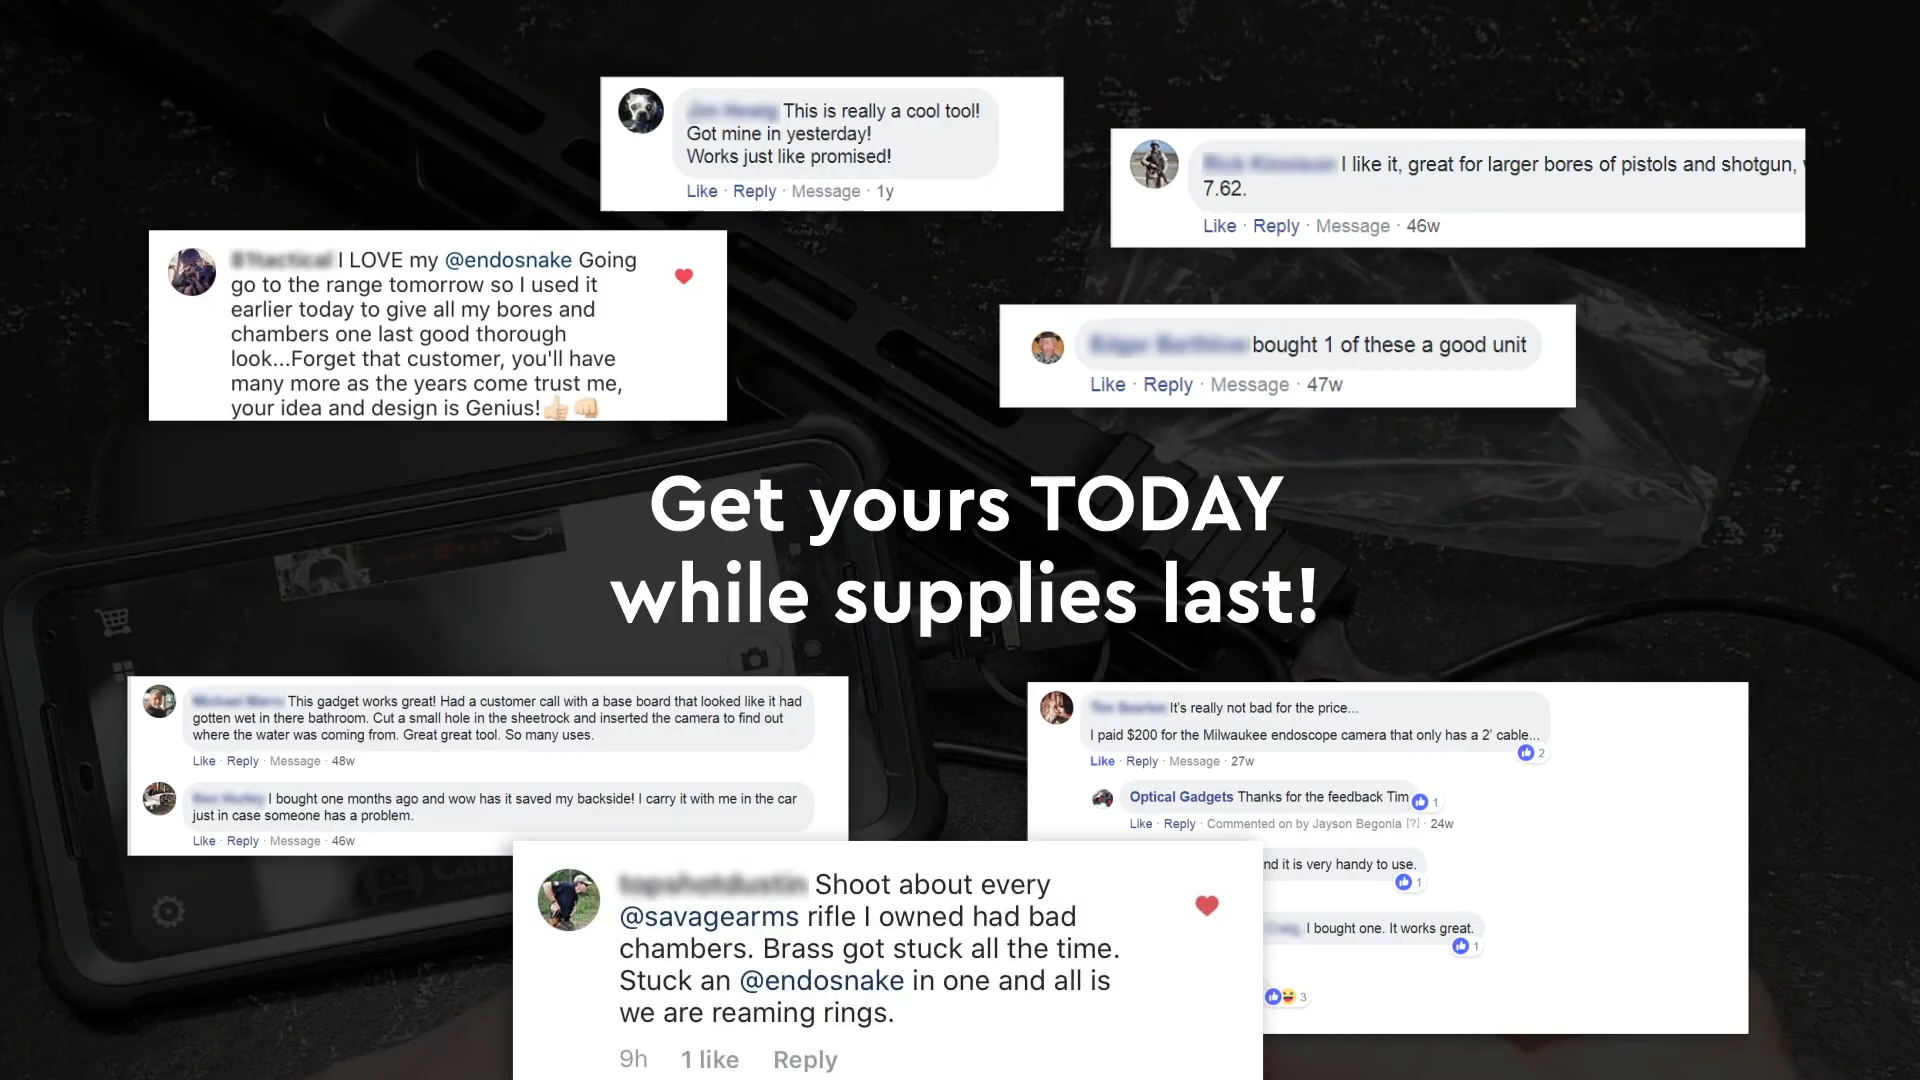 This is really a cool tool!
Got mine in yesterday!
Works just like promised!
Like · Reply · Message · 1y
I like it, great for larger bores of pistols and shotgun,
7.62.
Like · Reply · Message · 46w
I LOVE my @endosnake Going
go to the range tomorrow so I used it
earlier today to give all my bores and
chambers one last good thorough
look...Forget that customer, you'll have
many more as the years come trust me,
your idea and design is Genius!👍🏻👊🏻
bought 1 of these a good unit
Like · Reply · Message · 47w
Get yours TODAY
while supplies last!
This gadget works great! Had a customer call with a base board that looked like it had
gotten wet in there bathroom. Cut a small hole in the sheetrock and inserted the camera to find out
where the water was coming from. Great great tool. So many uses.
Like · Reply · Message · 48w
I bought one months ago and wow has it saved my backside! I carry it with me in the car
just in case someone has a problem.
Like · Reply · Message · 46w
It's really not bad for the price...
I paid $200 for the Milwaukee endoscope camera that only has a 2' cable...
2
Like · Reply · Message · 27w
Optical Gadgets Thanks for the feedback Tim
1
Like · Reply · Commented on by Jayson Begonia [?] · 24w
nd it is very handy to use.
1
I bought one. It works great.
1
3
Shoot about every
@savagearms rifle I owned had bad
chambers. Brass got stuck all the time.
Stuck an @endosnake in one and all is
we are reaming rings.
9h 1 like Reply